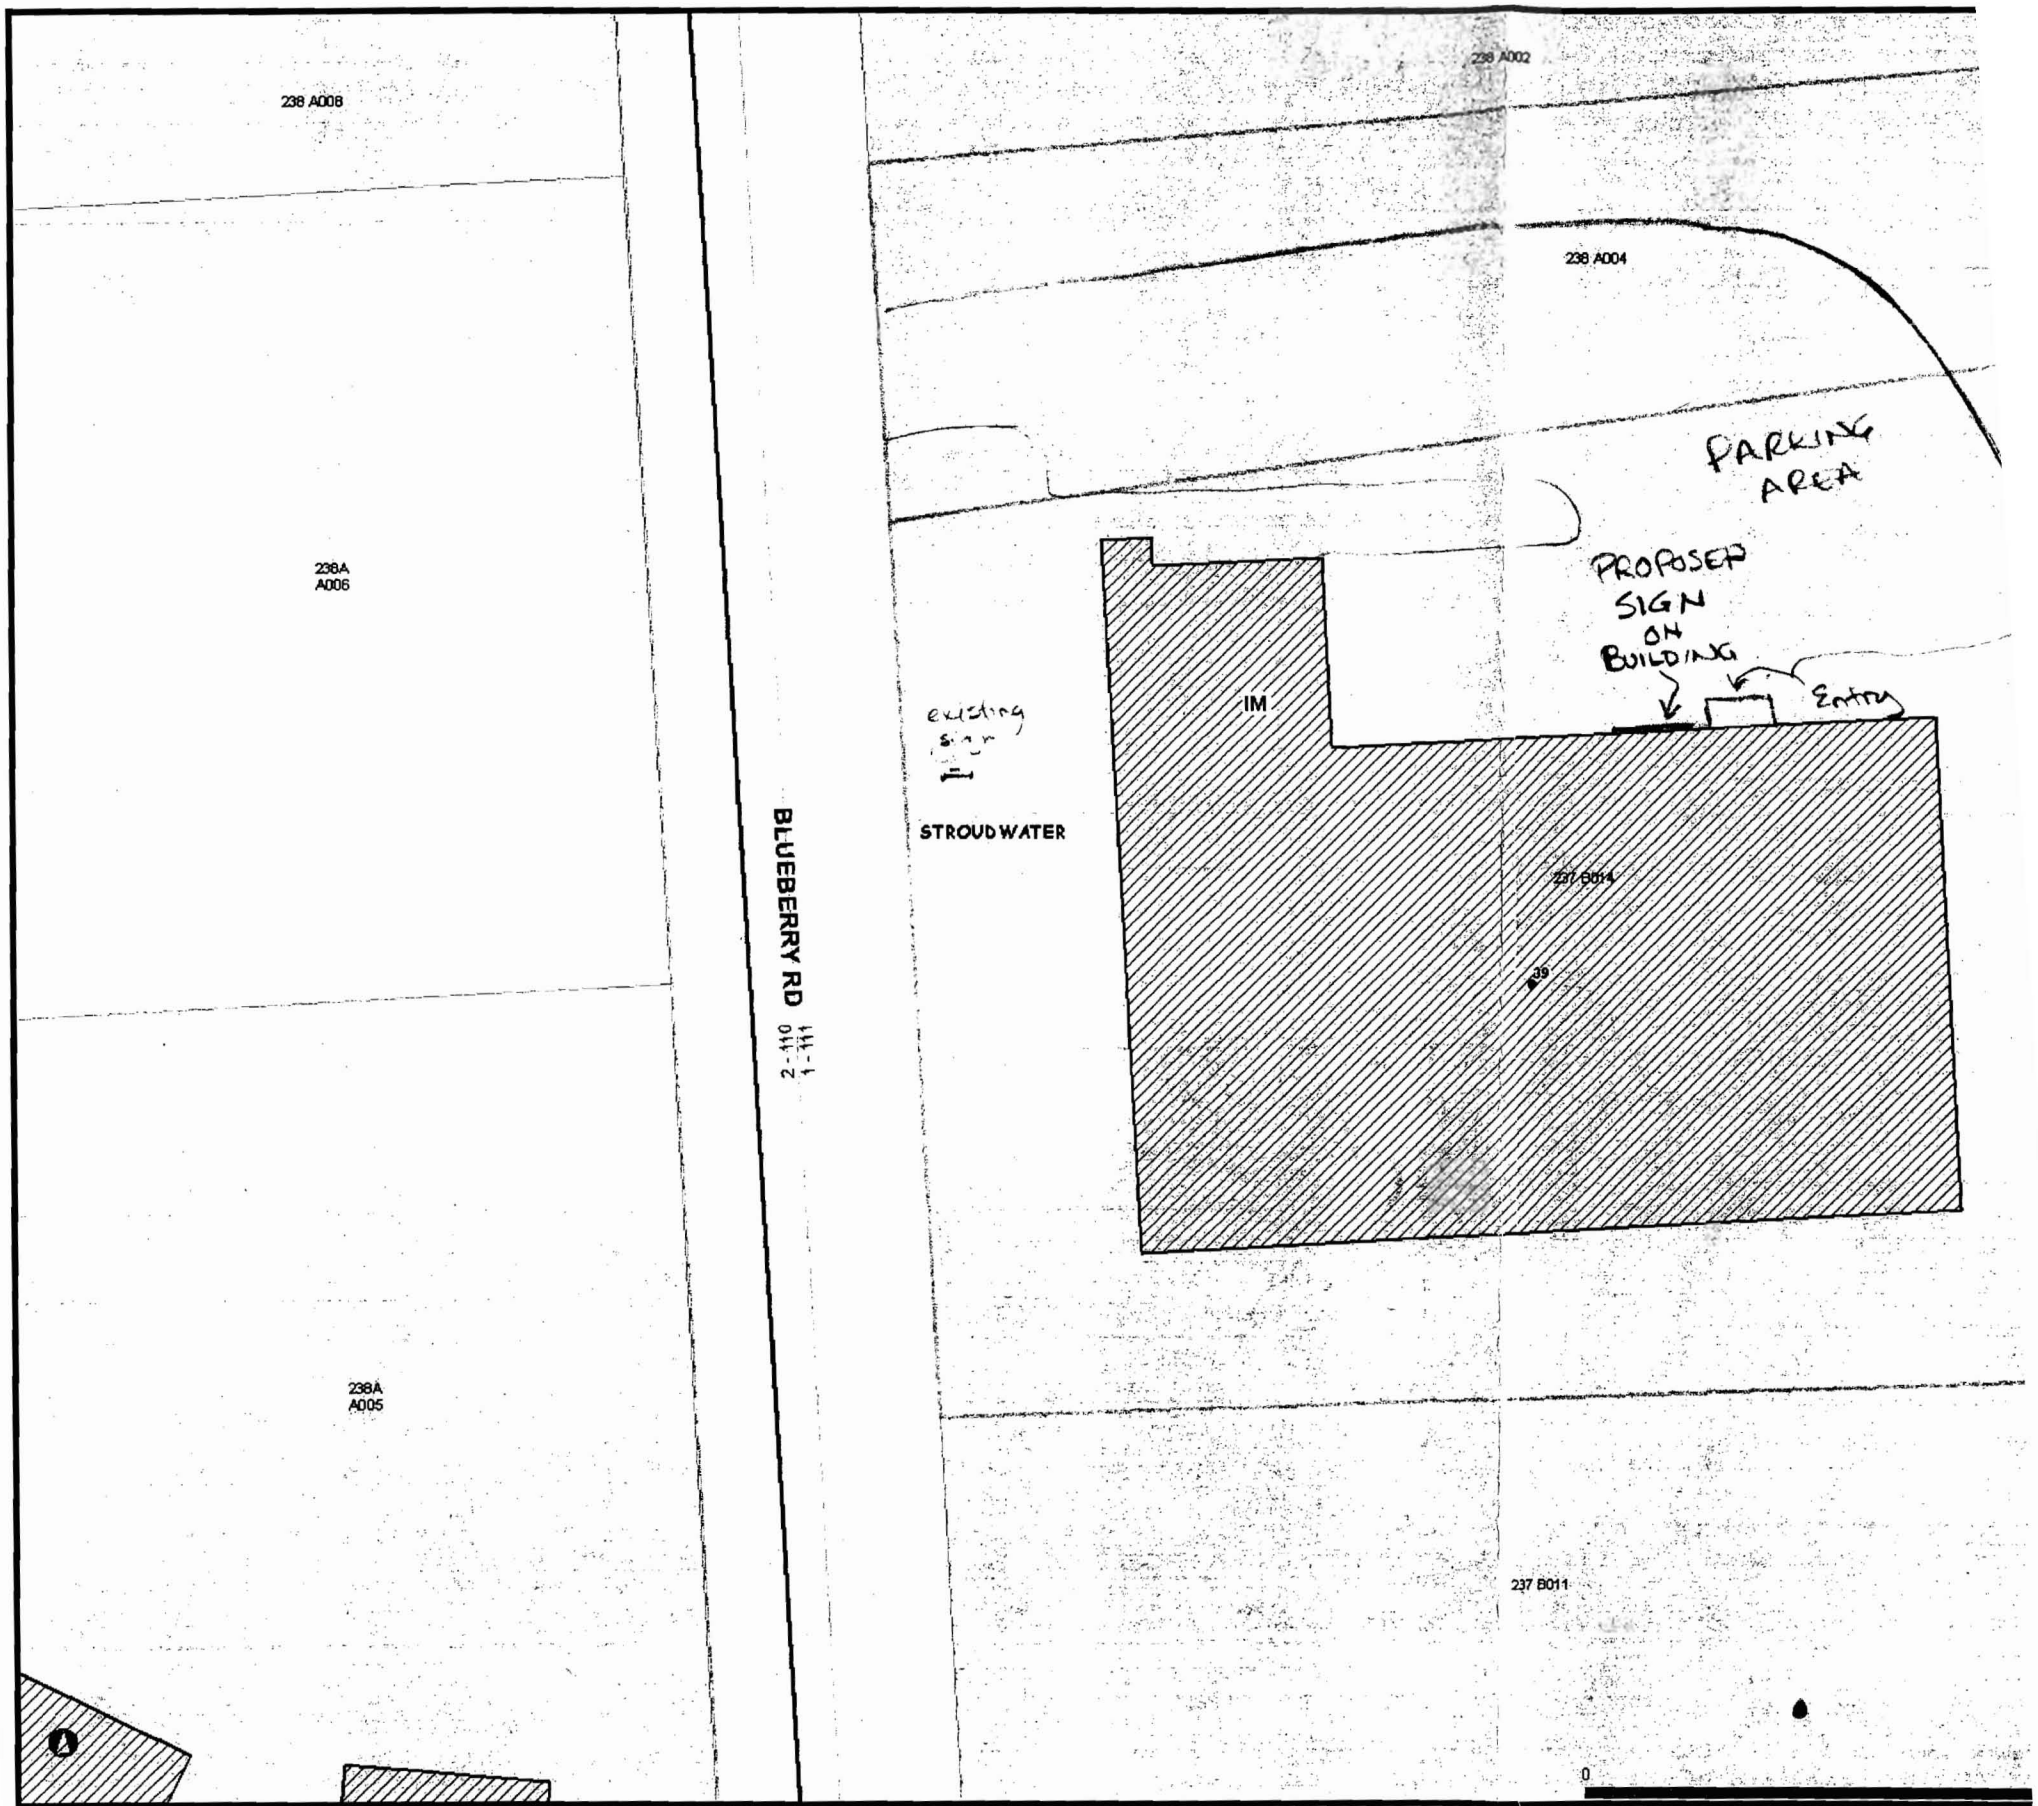 238 A002
238 A008
238 A004
PARKING
AREA
238A
A006
PROPOSED
SIGN
ON
BUILDING
Entry
IM
existing
sign
STROUDWATER
BLUEBERRY RD
2 - 110
1 - 111
237 B014
39
238A
A005
237 B011
0